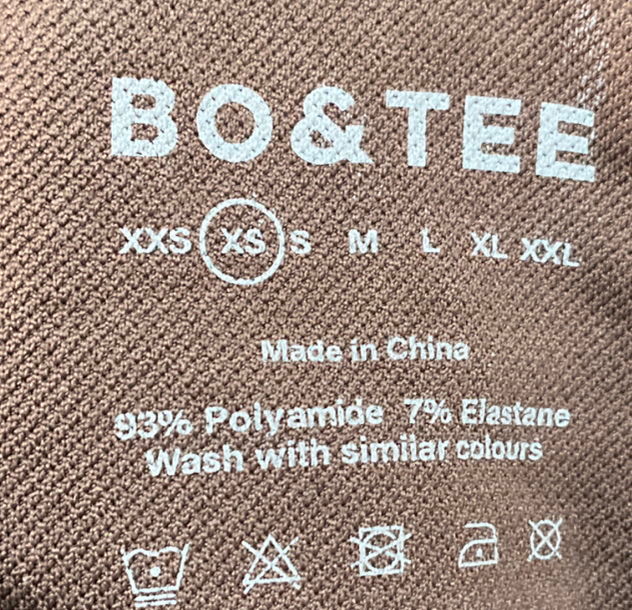 BO&TEE
XXS XS S M L XL XXL
Made in China
93% Polyamide 7% Elastane
Wash with similar colours